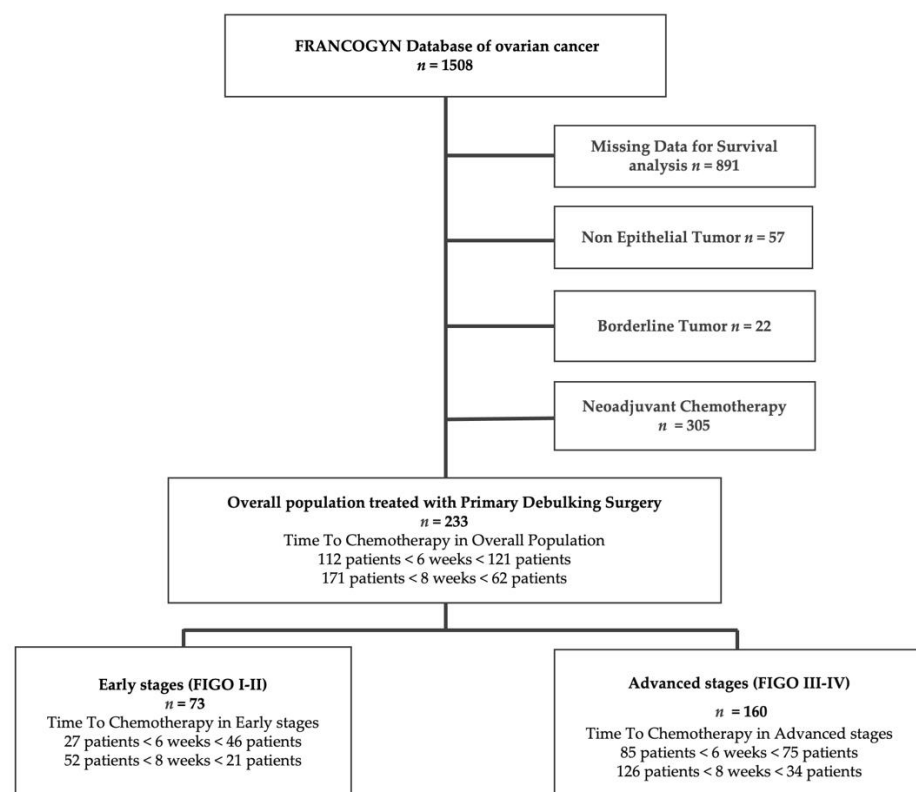 FRANCOGYN Database of ovarian cancer
n = 1508
Missing Data for Survival
analysis n = 891
Non Epithelial Tumor n = 57
Borderline Tumor n = 22
Neoadjuvant Chemotherapy
n = 305
Overall population treated with Primary Debulking Surgery
n = 233
Time To Chemotherapy in Overall Population
112 patients < 6 weeks < 121 patients
171 patients < 8 weeks < 62 patients
Early stages (FIGO I-II)
n = 73
Time To Chemotherapy in Early stages
27 patients < 6 weeks < 46 patients
52 patients < 8 weeks < 21 patients
Advanced stages (FIGO III-IV)
n = 160
Time To Chemotherapy in Advanced stages
85 patients < 6 weeks < 75 patients
126 patients < 8 weeks < 34 patients